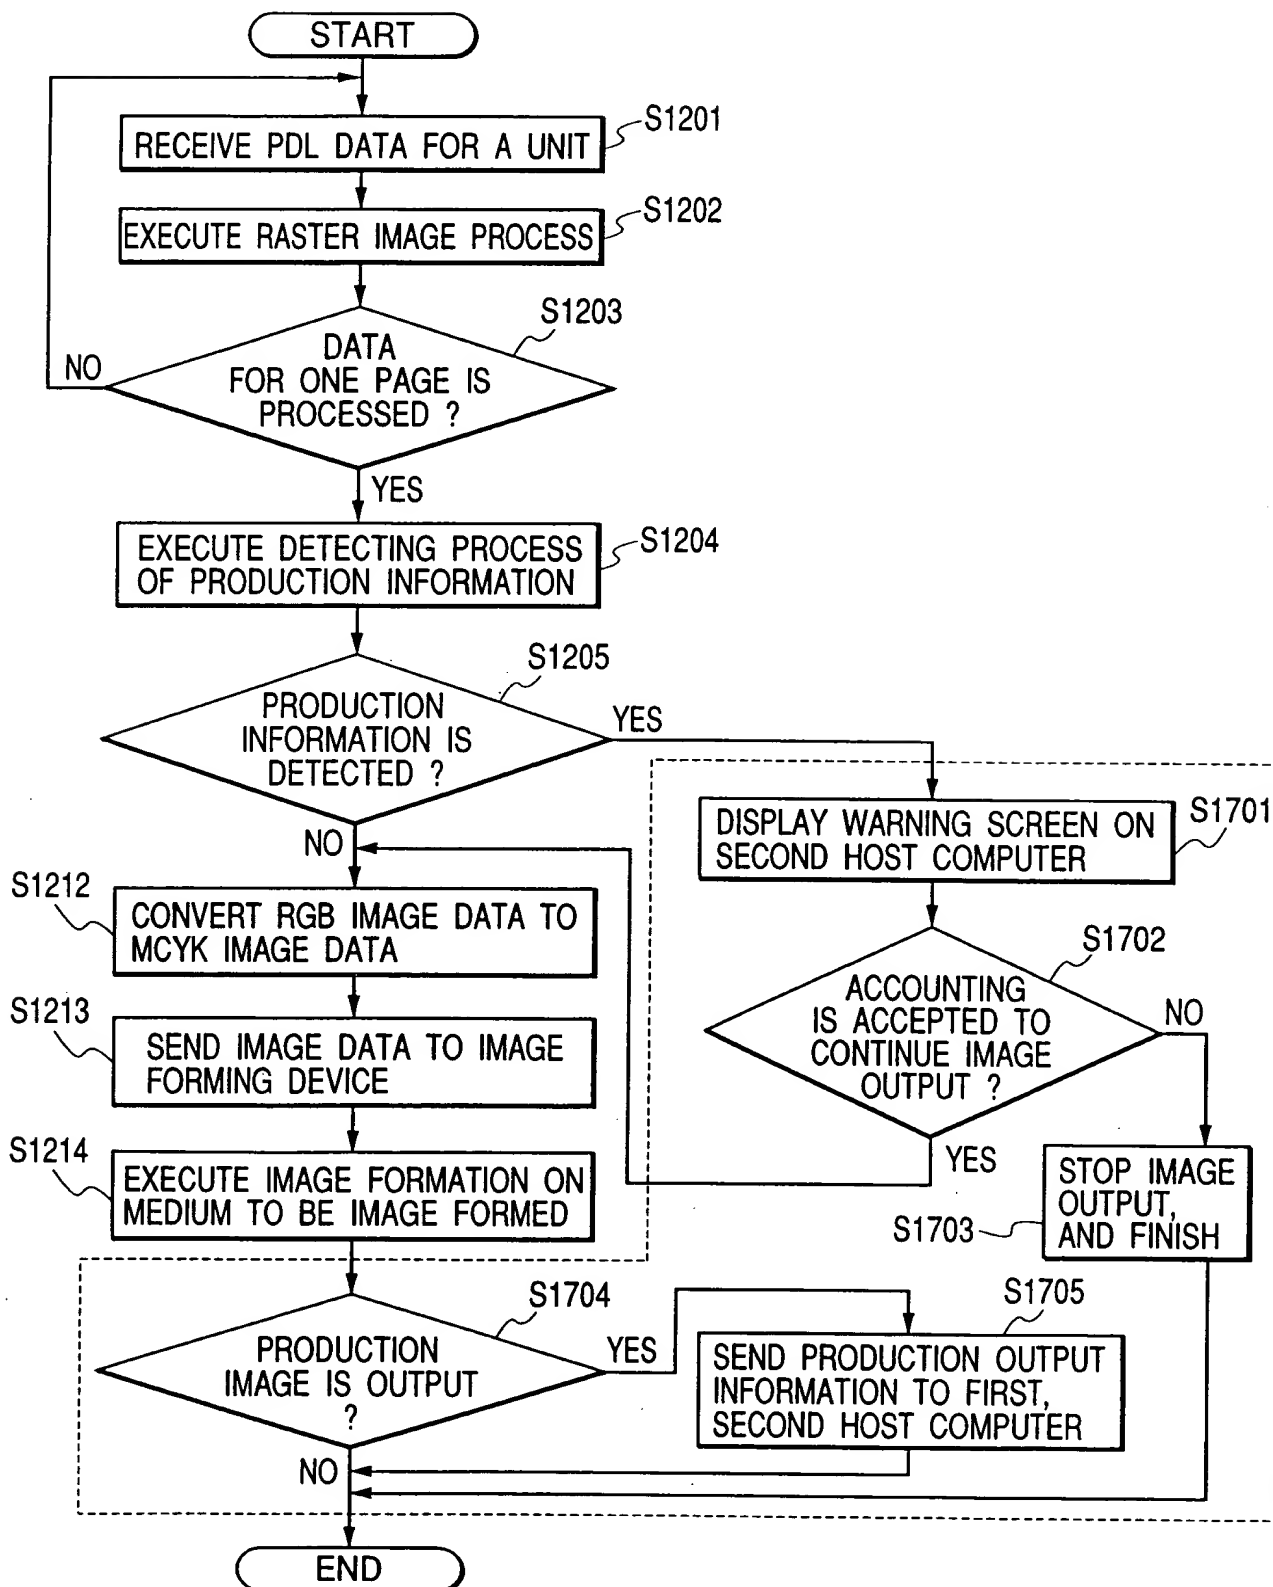 START
RECEIVE PDL DATA FOR A UNIT
S1201
EXECUTE RASTER IMAGE PROCESS
S1202
S1203
DATA
FOR ONE PAGE IS
PROCESSED ?
NO
YES
EXECUTE DETECTING PROCESS
OF PRODUCTION INFORMATION
S1204
S1205
PRODUCTION
INFORMATION IS
DETECTED ?
YES
NO
DISPLAY WARNING SCREEN ON
SECOND HOST COMPUTER
S1701
S1212
CONVERT RGB IMAGE DATA TO
MCYK IMAGE DATA
S1702
ACCOUNTING
IS ACCEPTED TO
CONTINUE IMAGE
OUTPUT ?
NO
YES
S1213
SEND IMAGE DATA TO IMAGE
FORMING DEVICE
S1214
EXECUTE IMAGE FORMATION ON
MEDIUM TO BE IMAGE FORMED
STOP IMAGE
OUTPUT,
AND FINISH
S1703
S1704
PRODUCTION
IMAGE IS OUTPUT
?
YES
NO
S1705
SEND PRODUCTION OUTPUT
INFORMATION TO FIRST,
SECOND HOST COMPUTER
END